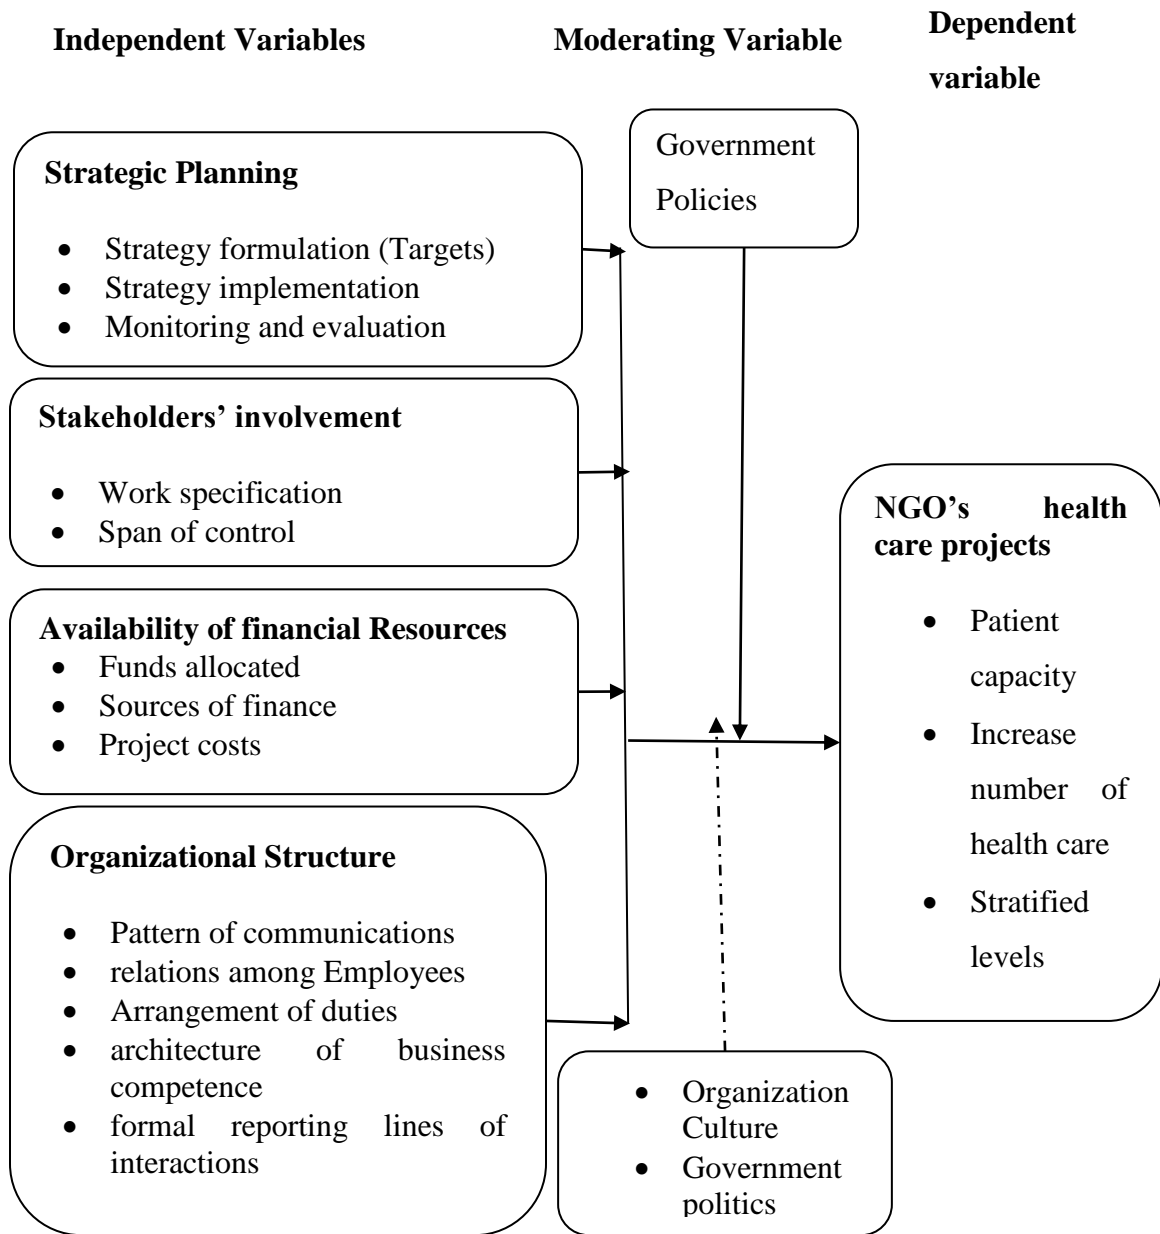 Independent Variables
Moderating Variable
Dependent
variable
Strategic Planning
• Strategy formulation (Targets)
• Strategy implementation
• Monitoring and evaluation
Government
Policies
Stakeholders’ involvement
• Work specification
• Span of control
Availability of financial Resources
• Funds allocated
• Sources of finance
• Project costs
NGO’s health
care projects
• Patient
capacity
• Increase
number of
health care
• Stratified
levels
Organizational Structure
• Pattern of communications
• relations among Employees
• Arrangement of duties
• architecture of business
competence
• formal reporting lines of
interactions
• Organization
Culture
• Government
politics